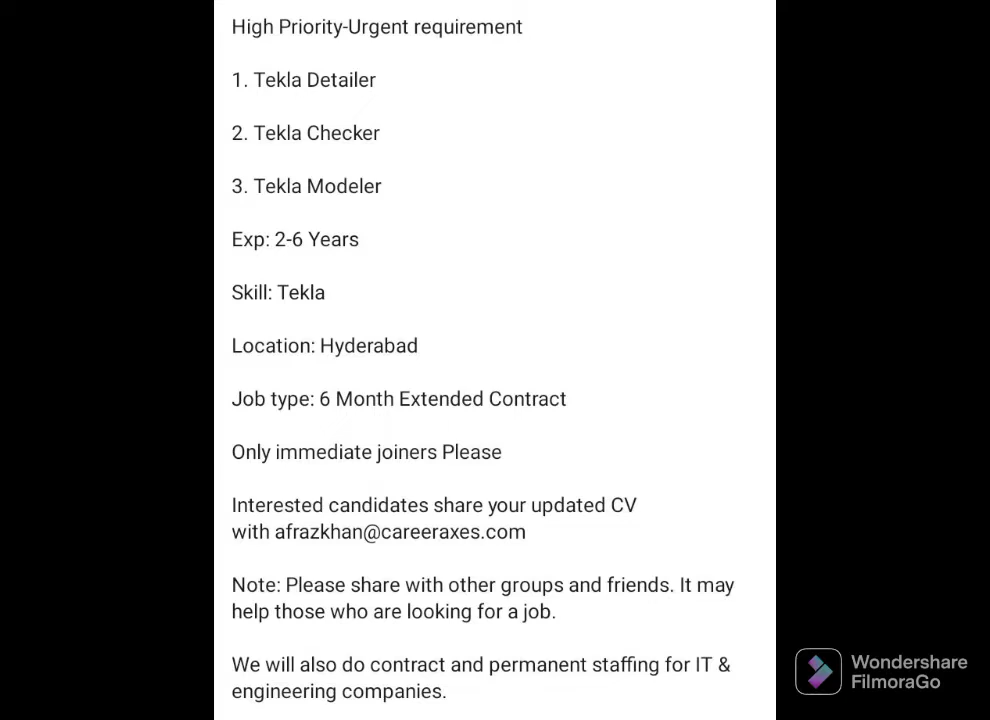 High Priority-Urgent requirement
1. Tekla Detailer
2. Tekla Checker
3. Tekla Modeler
Exp: 2-6 Years
Skill: Tekla
Location: Hyderabad
Job type: 6 Month Extended Contract
Only immediate joiners Please
Interested candidates share your updated CV
with afrazkhan@careeraxes.com
Note: Please share with other groups and friends. It may
help those who are looking for a job.
We will also do contract and permanent staffing for IT &
engineering companies.
Wondershare
FilmoraGo